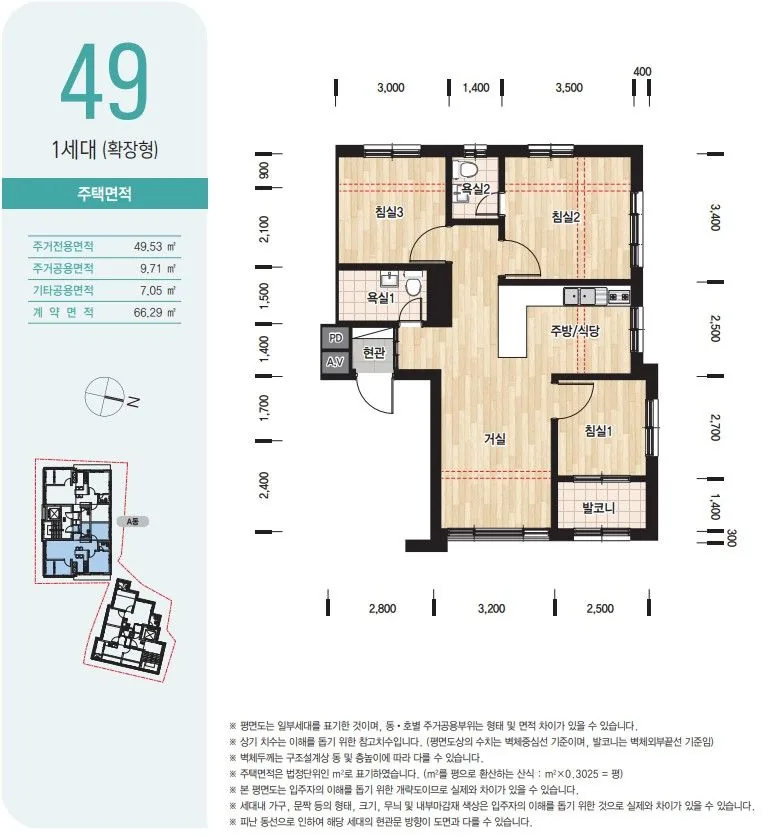 49
1세대 (확장형)
주택면적
주거전용면적 49.53 ㎡
주거공용면적 9.71 ㎡
기타공용면적 7.05 ㎡
계 약 면 적 66.29 ㎡
N
A동
3,000 1,400 3,500 400
900
2,100
1,500
1,400
1,700
2,400
3,400
2,500
2,700
1,400
300
2,800 3,200 2,500
침실3
욕실2
침실2
욕실1
PD
A.V
현관
주방/식당
거실
침실1
발코니
※ 평면도는 일부세대를 표기한 것이며, 동・호별 주거공용부위는 형태 및 면적 차이가 있을 수 있습니다.
※ 상기 치수는 이해를 돕기 위한 참고치수입니다. (평면도상의 수치는 벽체중심선 기준이며, 발코니는 벽체외부끝선 기준임)
※ 벽체두께는 구조설계상 동 및 층높이에 따라 다를 수 있습니다.
※ 주택면적은 법정단위인 ㎡로 표기하였습니다. (㎡를 평으로 환산하는 산식 : ㎡×0.3025 = 평)
※ 본 평면도는 입주자의 이해를 돕기 위한 개략도이므로 실제와 차이가 있을 수 있습니다.
※ 세대내 가구, 문짝 등의 형태, 크기, 무늬 및 내부마감재 색상은 입주자의 이해를 돕기 위한 것으로 실제와 차이가 있을 수 있습니다.
※ 피난 동선으로 인하여 해당 세대의 현관문 방향이 도면과 다를 수 있습니다.